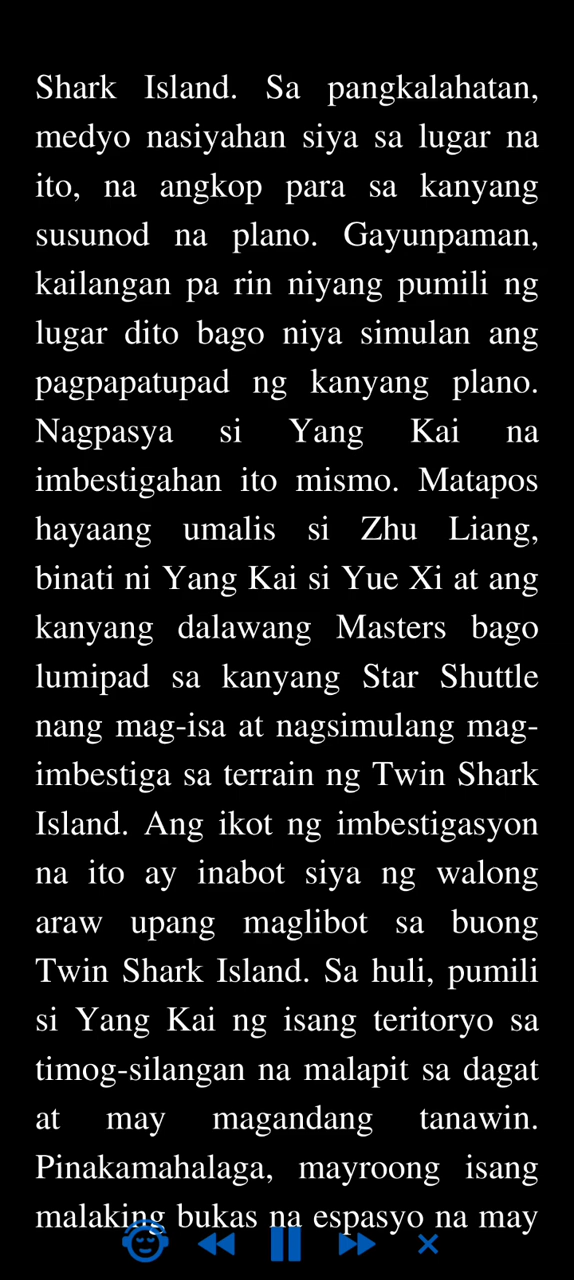 Shark Island. Sa pangkalahatan,
medyo nasiyahan siya sa lugar na
ito, na angkop para sa kanyang
susunod na plano. Gayunpaman,
kailangan pa rin niyang pumili ng
lugar dito bago niya simulan ang
pagpapatupad ng kanyang plano.
Nagpasya si Yang Kai na
imbestigahan ito mismo. Matapos
hayaang umalis si Zhu Liang,
binati ni Yang Kai si Yue Xi at ang
kanyang dalawang Masters bago
lumipad sa kanyang Star Shuttle
nang mag-isa at nagsimulang mag-
imbestiga sa terrain ng Twin Shark
Island. Ang ikot ng imbestigasyon
na ito ay inabot siya ng walong
araw upang maglibot sa buong
Twin Shark Island. Sa huli, pumili
si Yang Kai ng isang teritoryo sa
timog-silangan na malapit sa dagat
at may magandang tanawin.
Pinakamahalaga, mayroong isang
malaking bukas na espasyo na may